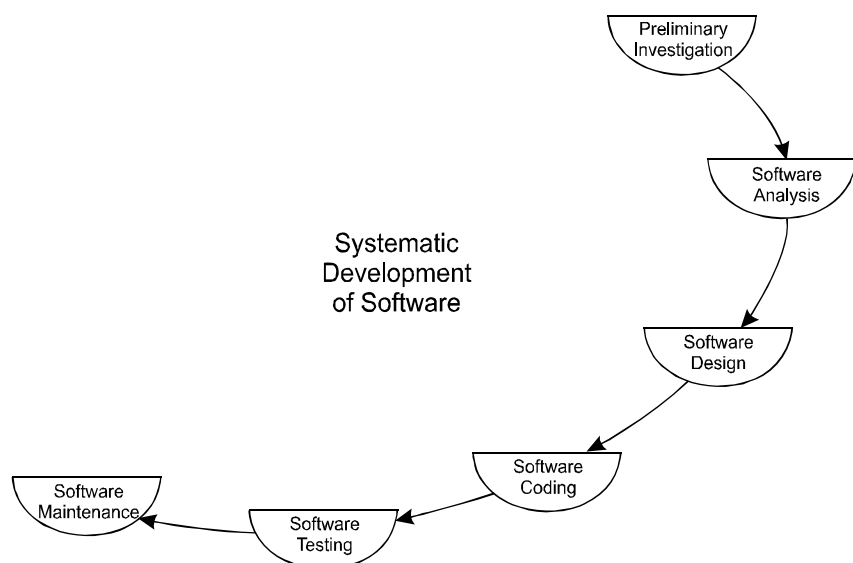 Preliminary
Investigation
Software
Analysis
Systematic
Development
of Software
Software
Design
Software
Coding
Software
Maintenance
Software
Testing